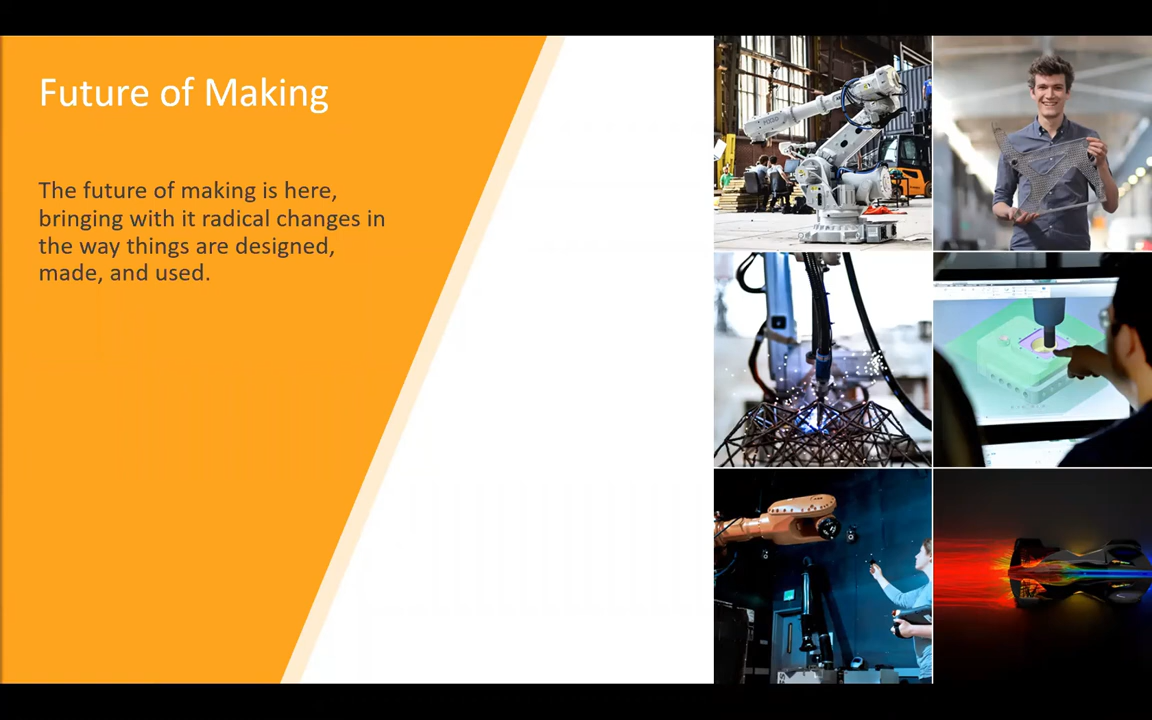 Future of Making
The future of making is here,
bringing with it radical changes in
the way things are designed,
made, and used.